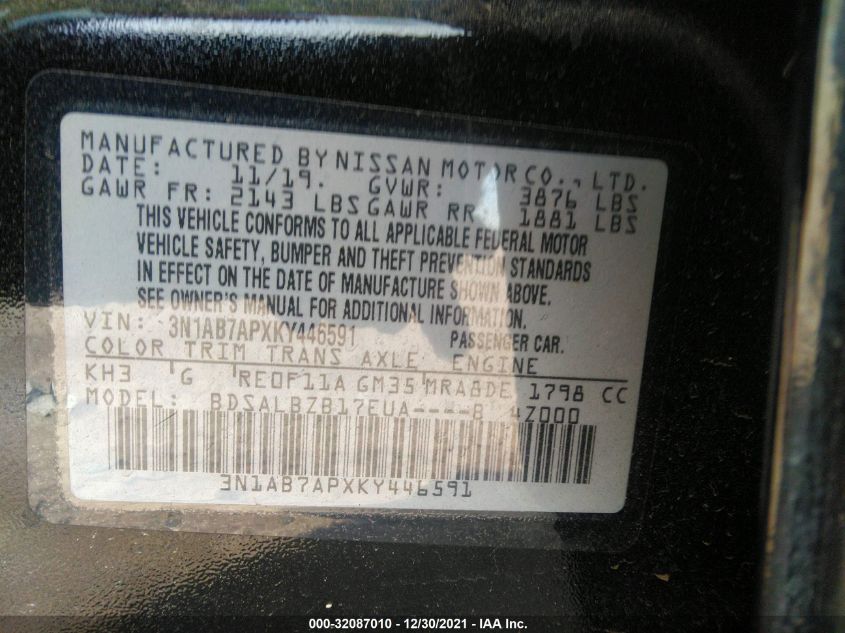 MANUFACTURED BY NISSAN MOTOR CO., LTD.
DATE: 11/19. GVWR: 3876 LBS
GAWR FR: 2143 LBS GAWR RR 1881 LBS
THIS VEHICLE CONFORMS TO ALL APPLICABLE FEDERAL MOTOR
VEHICLE SAFETY, BUMPER AND THEFT PREVENTION STANDARDS
IN EFFECT ON THE DATE OF MANUFACTURE SHOWN ABOVE.
SEE OWNER'S MANUAL FOR ADDITIONAL INFORMATION.
VIN: 3N1AB7APXKY446591 PASSENGER CAR.
COLOR TRIM TRANS AXLE ENGINE
KH3 G RE0F11A GM35 MRA8DE 1798 CC
MODEL: BDSALBZB17EUA----B 4Z000
3N1AB7APXKY446591
000-32087010 - 12/30/2021 - IAA Inc.